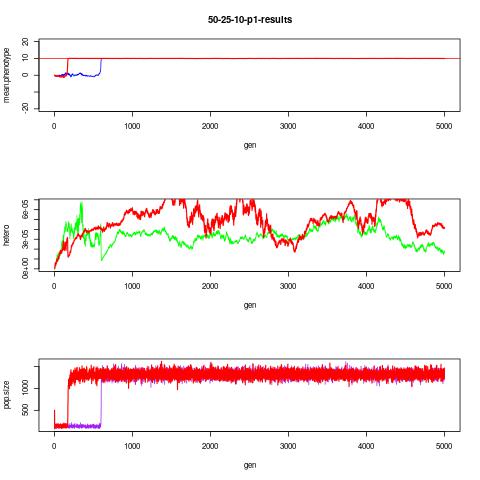 50-25-10-p1-results
mean.phenotype
20
10
0
-20
0 1000 2000 3000 4000 5000
gen
hetero
6e-05
3e-05
0e+00
0 1000 2000 3000 4000 5000
gen
pop.size
1000
500
0 1000 2000 3000 4000 5000
gen